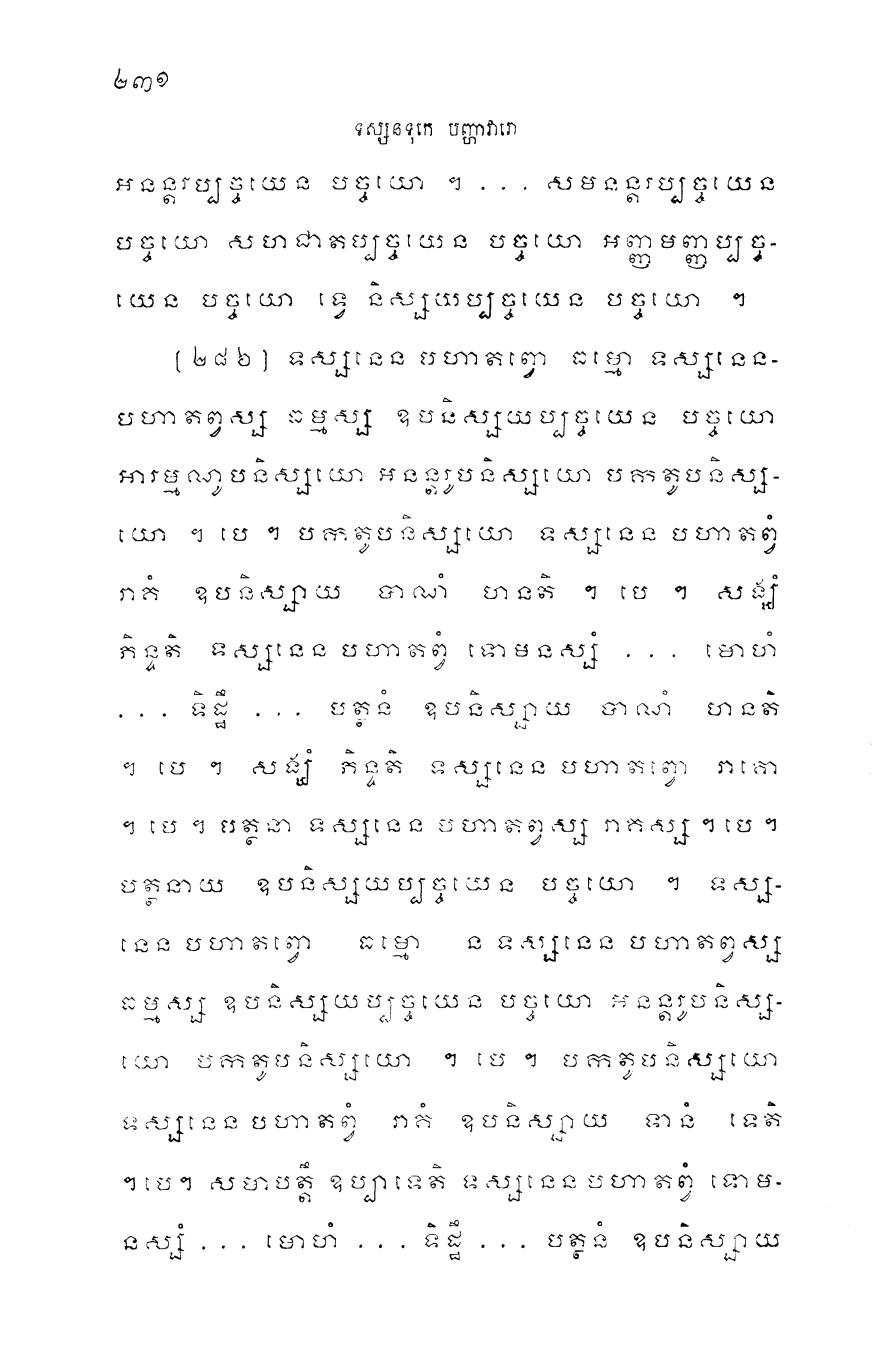 ២៣១
ទស្សនទុកេ បញ្ហាវារោ
អនន្តរប្បច្ចយេន បច្ចយោ ។ ... សមនន្តរប្បច្ចយេន
បច្ចយោ សហជាតប្បច្ចយេន បច្ចយោ អញ្ញមញ្ញប្បច្ច-
យេន បច្ចយោ ទ្វេ និស្សយប្បច្ចយេន បច្ចយោ ។
[២៨៦] ទស្សនេន បហាតព្វោ ធម្មោ ទស្សនេន-
បហាតព្វស្ស ធម្មស្ស ឧបនិស្សយប្បច្ចយេន បច្ចយោ
អារម្មណូបនិស្សយោ អនន្តរូបនិស្សយោ បកតូបនិស្ស-
យោ ។ បេ ។ បកតូបនិស្សយោ ទស្សនេន បហាតព្វំ
រាគំ ឧបនិស្សាយ បាណំ ហនតិ ។ បេ ។ សង្ឃំ
ភិន្ទតិ ទស្សនេន បហាតព្វំ ទោមនស្សំ ... មោហំ
... ទិដ្ឋឹ ... បត្ថនំ ឧបនិស្សាយ បាណំ ហនតិ
។ បេ ។ សង្ឃំ ភិន្ទតិ ទស្សនេន បហាតព្វោ រាគោ
។ បេ ។ បត្ថនា ទស្សនេន បហាតព្វស្ស រាគស្ស ។ បេ ។
បត្ថនាយ ឧបនិស្សយប្បច្ចយេន បច្ចយោ ។ ទស្ស-
នេន បហាតព្វោ ធម្មោ ន ទស្សនេន បហាតព្វស្ស
ធម្មស្ស ឧបនិស្សយប្បច្ចយេន បច្ចយោ អនន្តរូបនិស្ស-
យោ បកតូបនិស្សយោ ។ បេ ។ បកតូបនិស្សយោ
ទស្សនេន បហាតព្វំ រាគំ ឧបនិស្សាយ ទានំ ទេតិ
។ បេ ។ សមាបត្តឹ ឧប្បាទេតិ ទស្សនេន បហាតព្វំ ទោម-
នស្សំ ... មោហំ ... ទិដ្ឋឹ ... បត្ថនំ ឧបនិស្សាយ